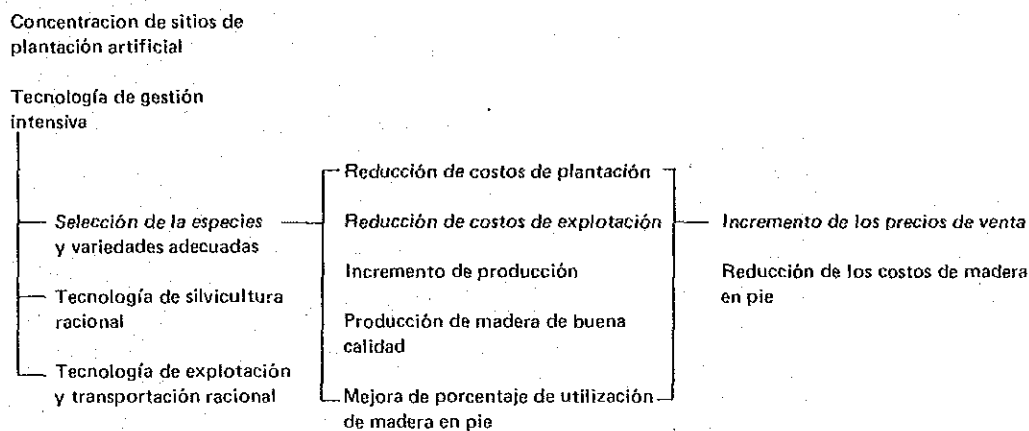 Concentracion de sitios de
plantación artificial
Tecnología de gestión
intensiva
Selección de la especies
y variedades adecuadas
Tecnología de silvicultura
racional
Tecnología de explotación
y transportación racional
Reducción de costos de plantación
Reducción de costos de explotación
Incremento de producción
Producción de madera de buena
calidad
Mejora de porcentaje de utilización
de madera en pie
Incremento de los precios de venta
Reducción de los costos de madera
en pie